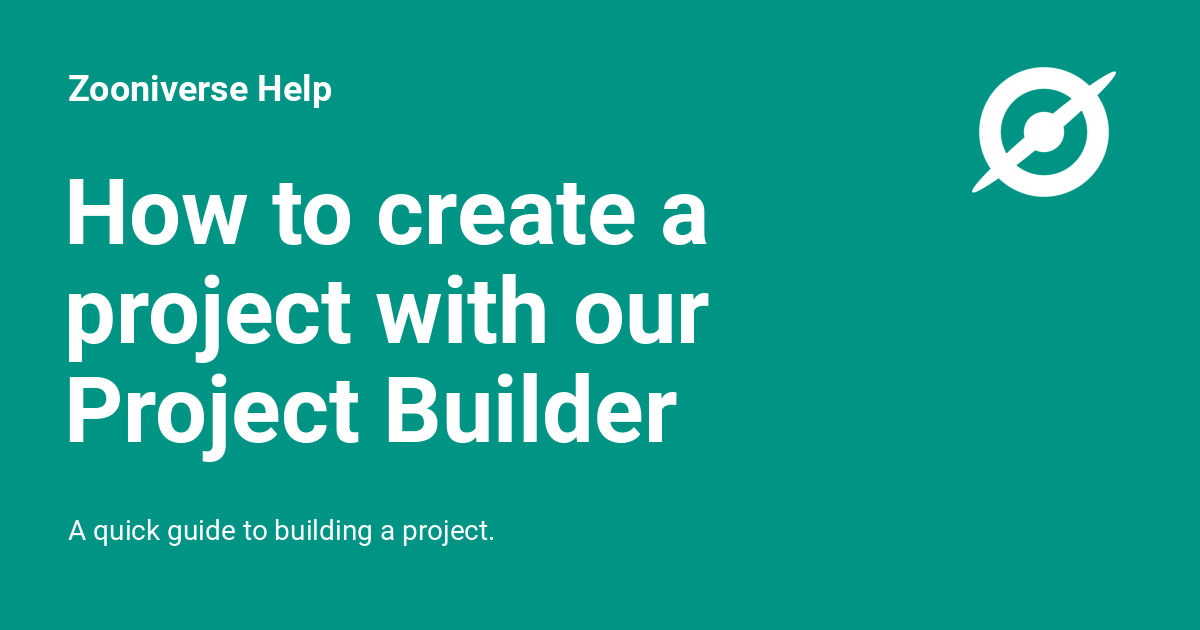 Zooniverse Help
How to create a
project with our
Project Builder
A quick guide to building a project.